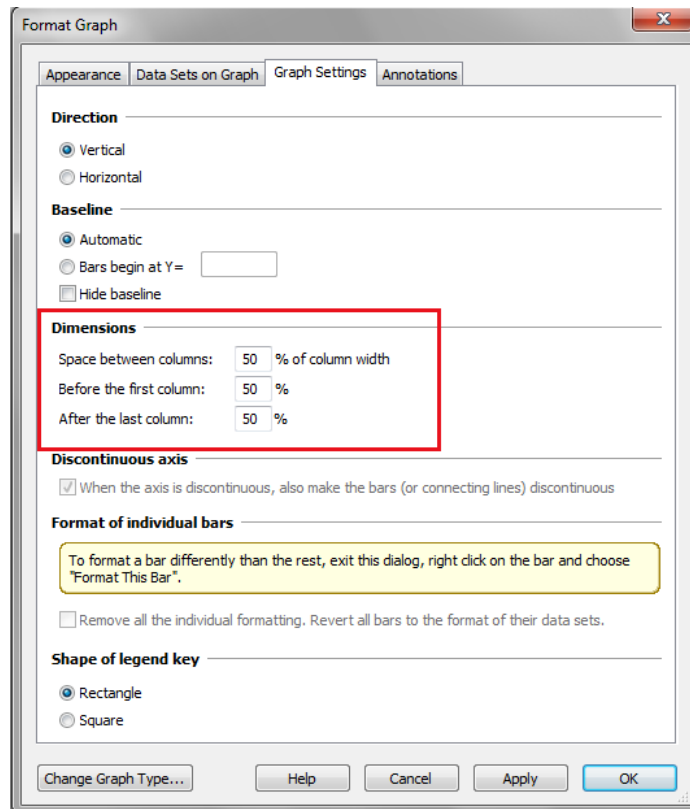 Format Graph
Appearance Data Sets on Graph Graph Settings Annotations
Direction
Vertical
Horizontal
Baseline
Automatic
Bars begin at Y=
Hide baseline
Dimensions
Space between columns: 50 % of column width
Before the first column: 50 %
After the last column: 50 %
Discontinuous axis
When the axis is discontinuous, also make the bars (or connecting lines) discontinuous
Format of individual bars
To format a bar differently than the rest, exit this dialog, right click on the bar and choose
"Format This Bar".
Remove all the individual formatting. Revert all bars to the format of their data sets.
Shape of legend key
Rectangle
Square
Change Graph Type... Help Cancel Apply OK